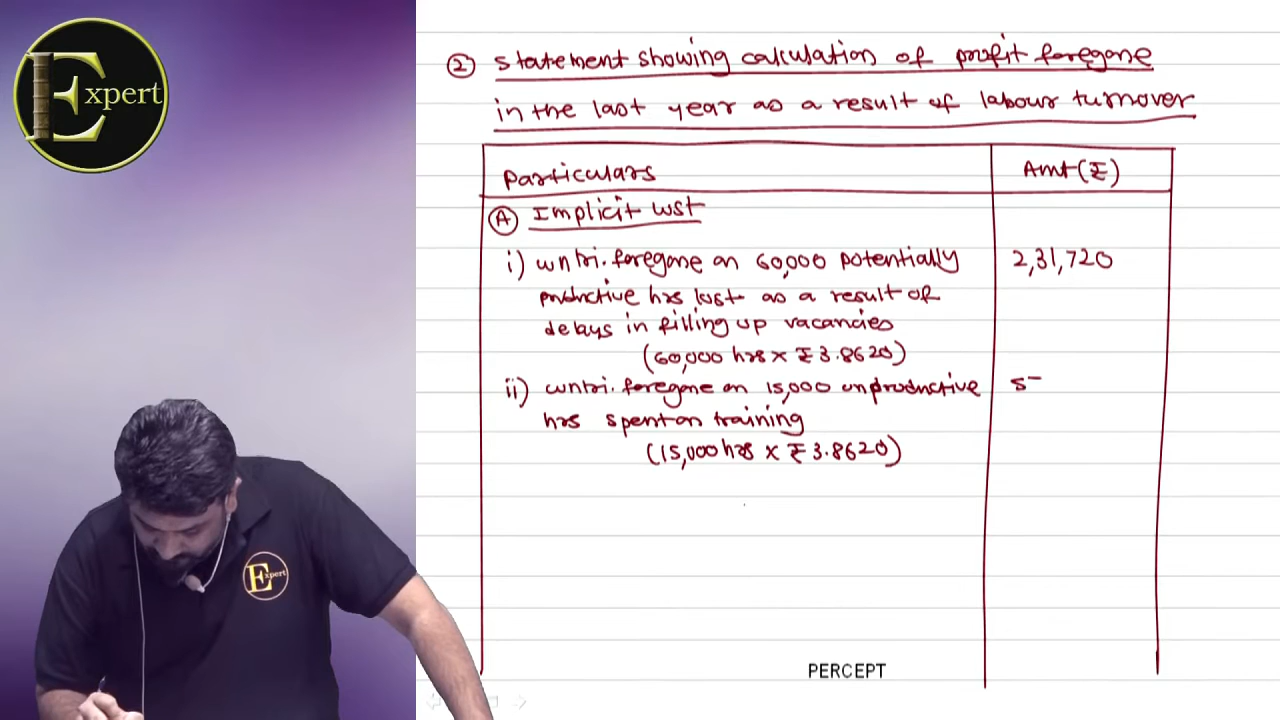 Expert
② Statement showing calculation of profit foregone
in the last year as a result of labour turnover
Particulars
Amt(₹)
Ⓐ Implicit cost
i) contri. foregone on 60,000 potentially
2,31,720
productive hrs lost as a result of
delays in filling up vacancies
(60,000 hrs × ₹3.8620)
ii) contri. foregone on 15,000 unproductive
5
hrs spent on training
(15,000 hrs × ₹3.8620)
Expert
PERCEPT